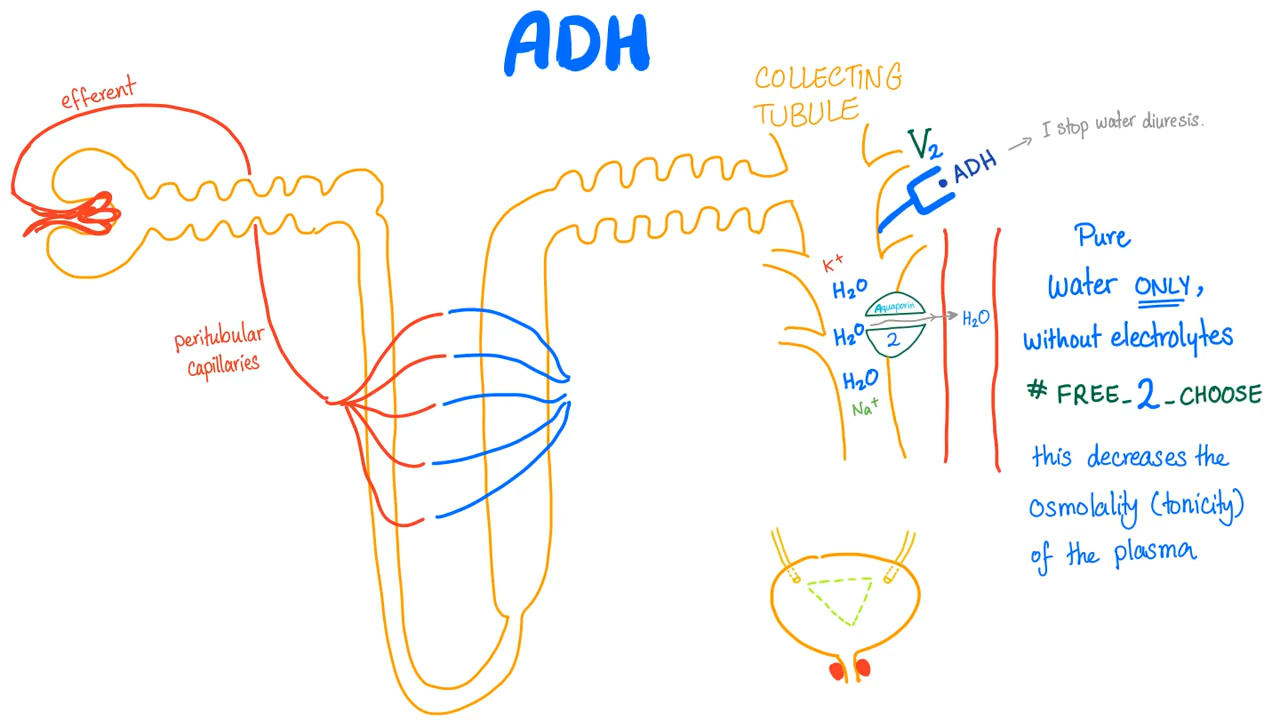 ADH
efferent
peritubular
capillaries
COLLECTING
TUBULE
V2
ADH
I stop water diuresis.
K+
H2O
H2O
H2O
Na+
Aquaporin
2
H2O
Pure
Water ONLY,
without electrolytes
# FREE_2_CHOOSE
this decreases the
osmolality (tonicity)
of the plasma